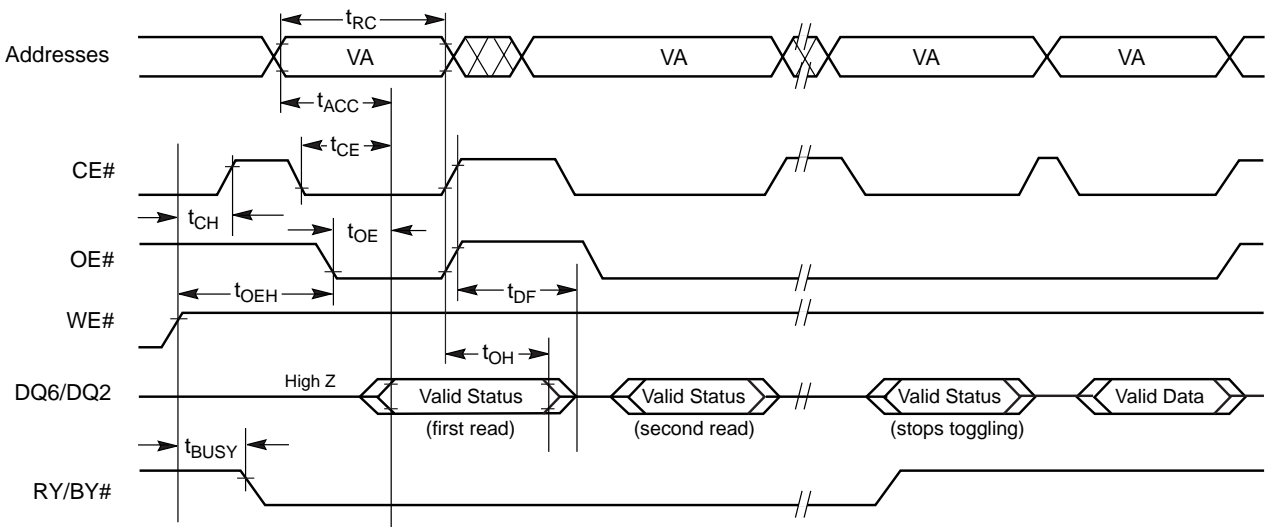 tRC
Addresses VA VA VA VA
tACC
tCE
CE#
tCH tOE
OE#
tOEH tDF
WE#
tOH
High Z
DQ6/DQ2 Valid Status Valid Status Valid Status Valid Data
(first read) (second read) (stops toggling)
tBUSY
RY/BY#